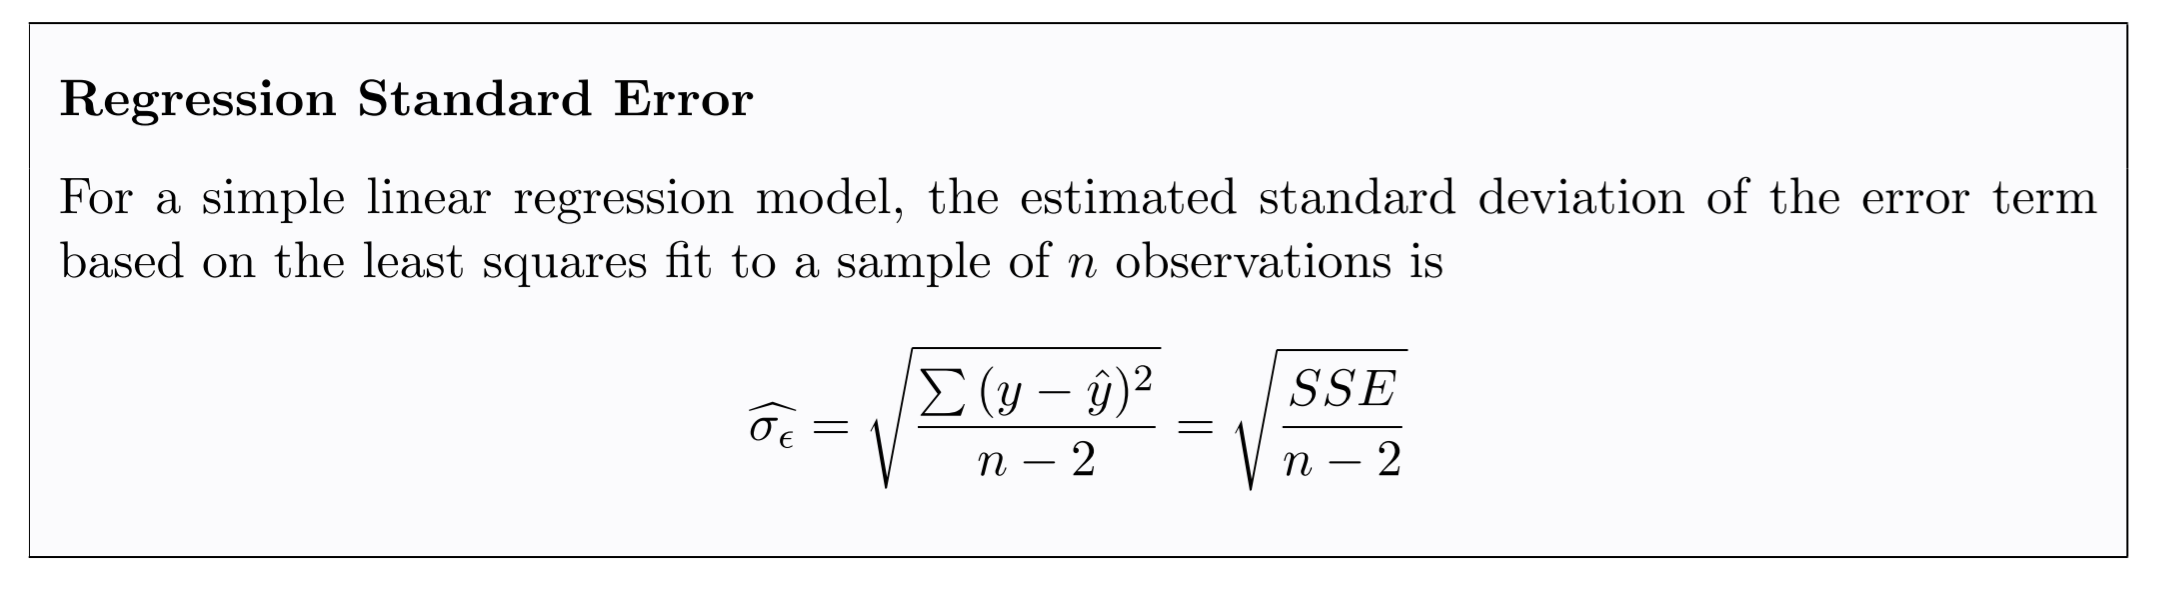 Regression Standard Error
For a simple linear regression model, the estimated standard deviation of the error term
based on the least squares fit to a sample of n observations is
$\widehat{\sigma_\epsilon} = \sqrt{\frac{\sum (y - \hat{y})^2}{n - 2}} = \sqrt{\frac{SSE}{n - 2}}$